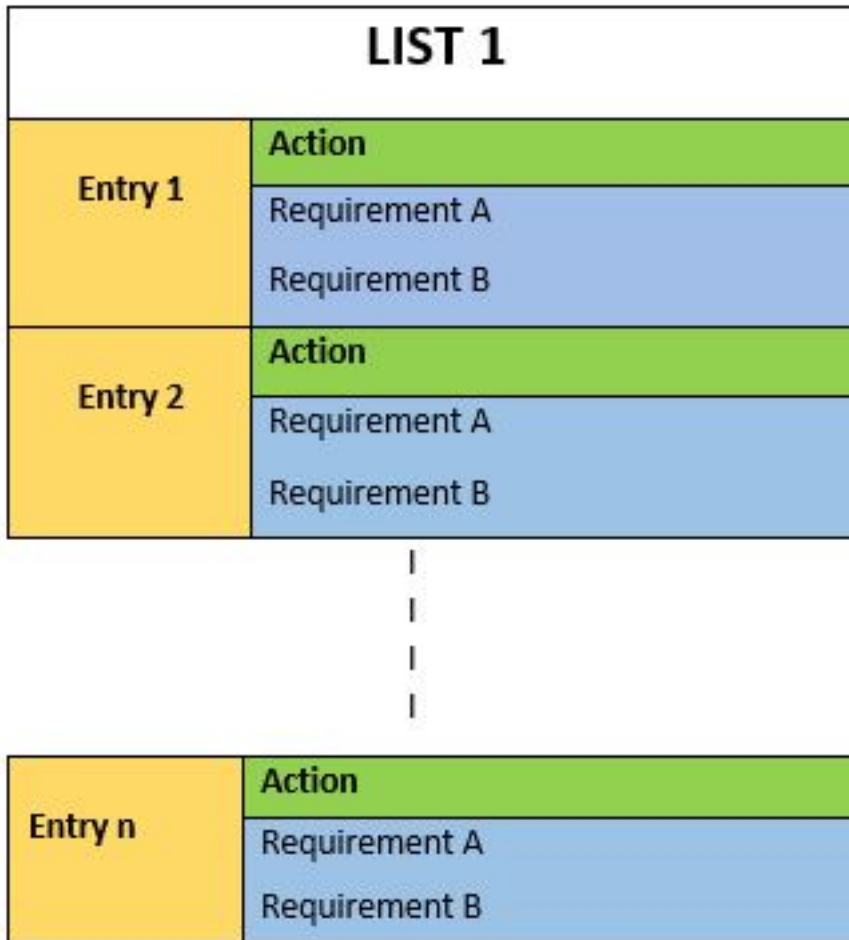 LIST 1
Entry 1
Action
Requirement A
Requirement B
Entry 2
Action
Requirement A
Requirement B
Entry n
Action
Requirement A
Requirement B